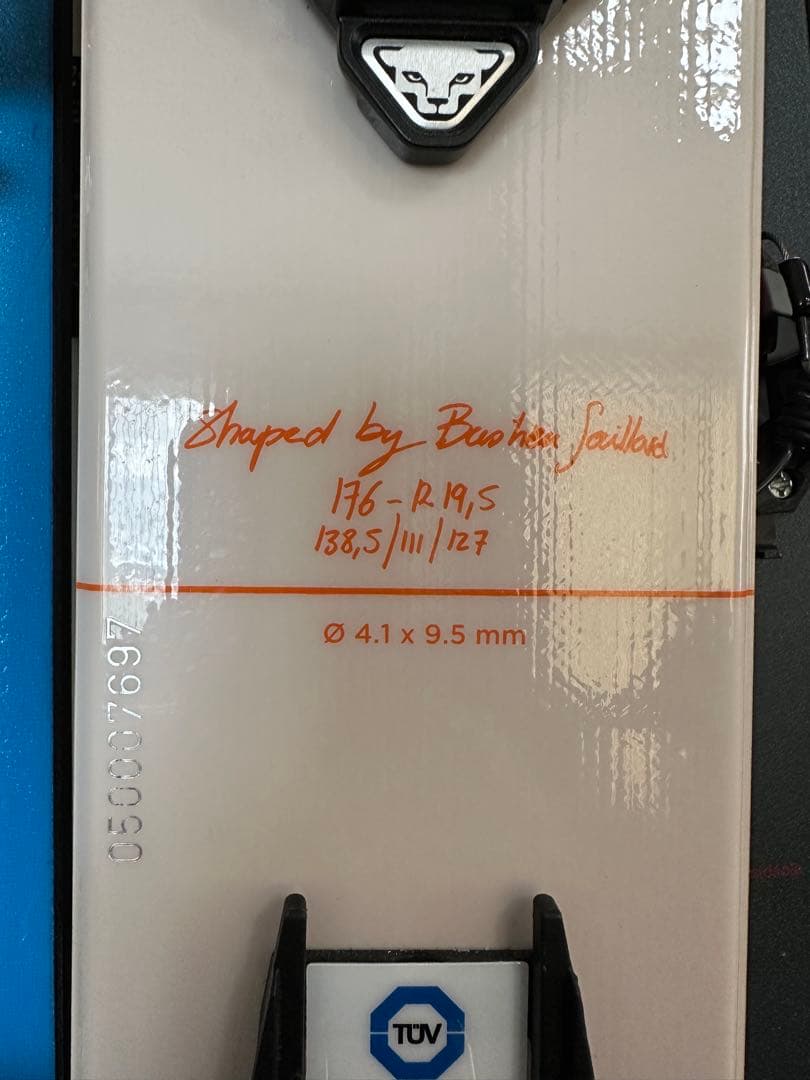 Shaped by Bastien Saillard
176 - R 19,5
138,5/111/127
Ø 4.1 x 9.5 mm
050007697
TÜV